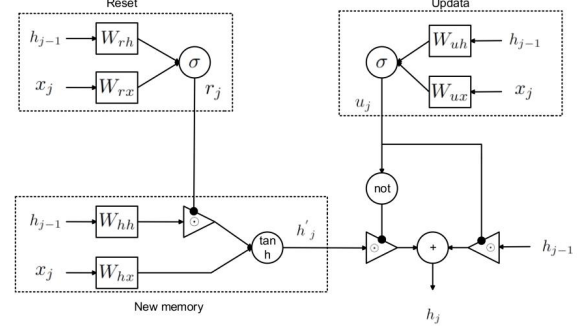 Reset
Updata
h_{j-1} W_{rh}
x_j W_{rx}
σ
r_j
σ
u_j
W_{uh} h_{j-1}
W_{ux} x_j
not
h_{j-1} W_{hh} ⊙
x_j W_{hx}
tan
h
h'_j
⊙ + ⊙ h_{j-1}
h_j
New memory